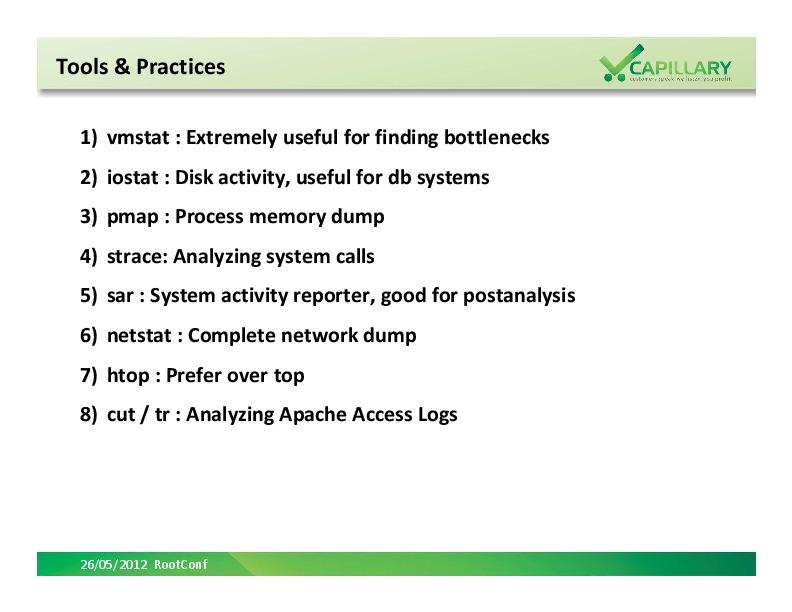 Tools & Practices
CAPILLARY
customers speak. we listen. you profit.
1) vmstat : Extremely useful for finding bottlenecks
2) iostat : Disk activity, useful for db systems
3) pmap : Process memory dump
4) strace: Analyzing system calls
5) sar : System activity reporter, good for postanalysis
6) netstat : Complete network dump
7) htop : Prefer over top
8) cut / tr : Analyzing Apache Access Logs
26/05/2012 RootConf